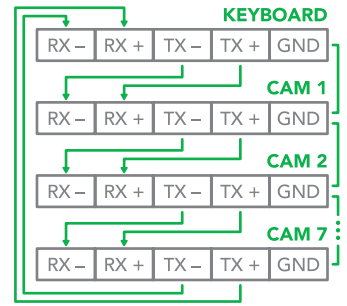 KEYBOARD
RX – RX + TX – TX + GND
CAM 1
RX – RX + TX – TX + GND
CAM 2
RX – RX + TX – TX + GND
CAM 7
RX – RX + TX – TX + GND